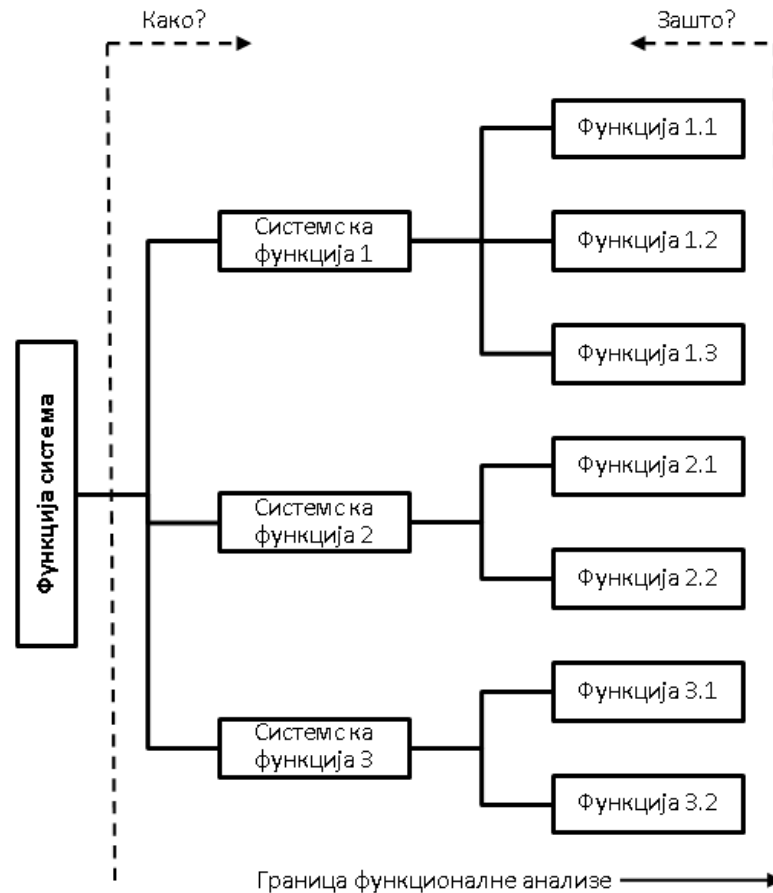 Како?
Зашто?
Функција 1.1
Системска
функција 1
Функција 1.2
Функција 1.3
Функција система
Функција 2.1
Системска
функција 2
Функција 2.2
Функција 3.1
Системска
функција 3
Функција 3.2
Граница функционалне анализе